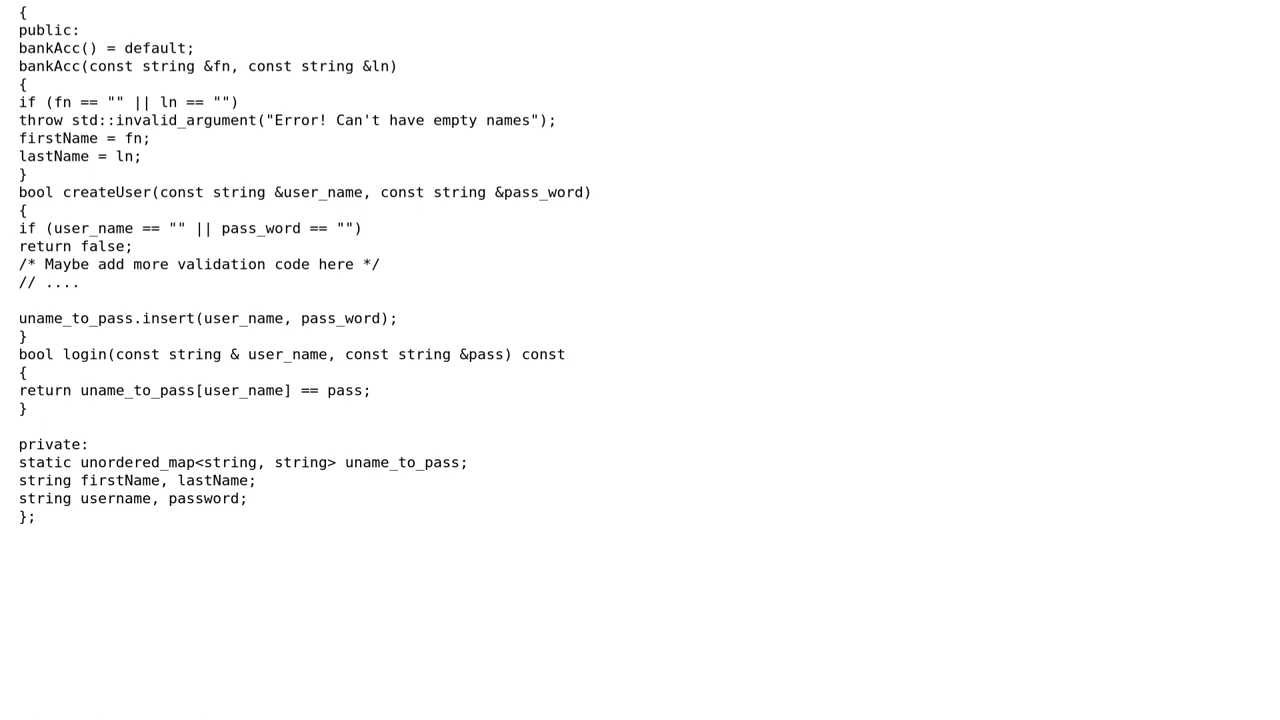 {
public:
bankAcc() = default;
bankAcc(const string &fn, const string &ln)
{
if (fn == "" || ln == "")
throw std::invalid_argument("Error! Can't have empty names");
firstName = fn;
lastName = ln;
}
bool createUser(const string &user_name, const string &pass_word)
{
if (user_name == "" || pass_word == "")
return false;
/* Maybe add more validation code here */
// ....

uname_to_pass.insert(user_name, pass_word);
}
bool login(const string & user_name, const string &pass) const
{
return uname_to_pass[user_name] == pass;
}

private:
static unordered_map<string, string> uname_to_pass;
string firstName, lastName;
string username, password;
};